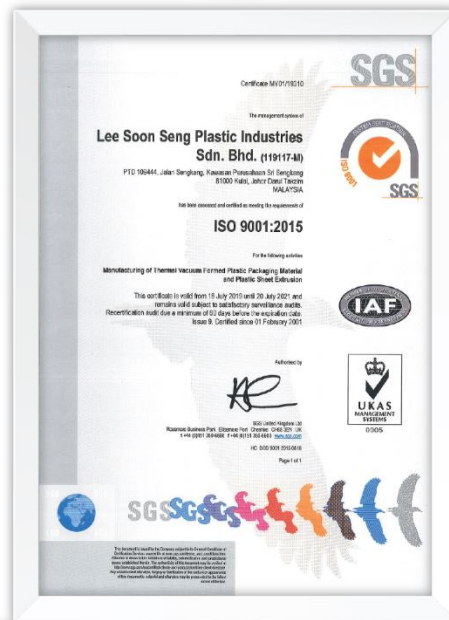 SGS
Certificate MY01/19316
The management system of
Lee Soon Seng Plastic Industries
Sdn. Bhd. (119117-M)
PTD 106444, Jalan Sengkang, Kawasan Perusahaan Sri Sengkang
81000 Kulai, Johor Darul Takzim
MALAYSIA
has been assessed and certified as meeting the requirements of
ISO 9001:2015
For the following activities
Manufacturing of Thermal Vacuum Formed Plastic Packaging Material
and Plastic Sheet Extrusion
This certificate is valid from 18 July 2019 until 20 July 2021 and
remains valid subject to satisfactory surveillance audits.
Recertification audit due a minimum of 60 days before the expiration date.
Issue 9. Certified since 01 February 2001
Authorised by
SGS United Kingdom Ltd
Rossmore Business Park Ellesmere Port Cheshire CH65 3EN UK
www.sgs.com
Page 1 of 1
ISO 9001
SGS
IAF
UKAS
MANAGEMENT
SYSTEMS
0005
SGS SGS